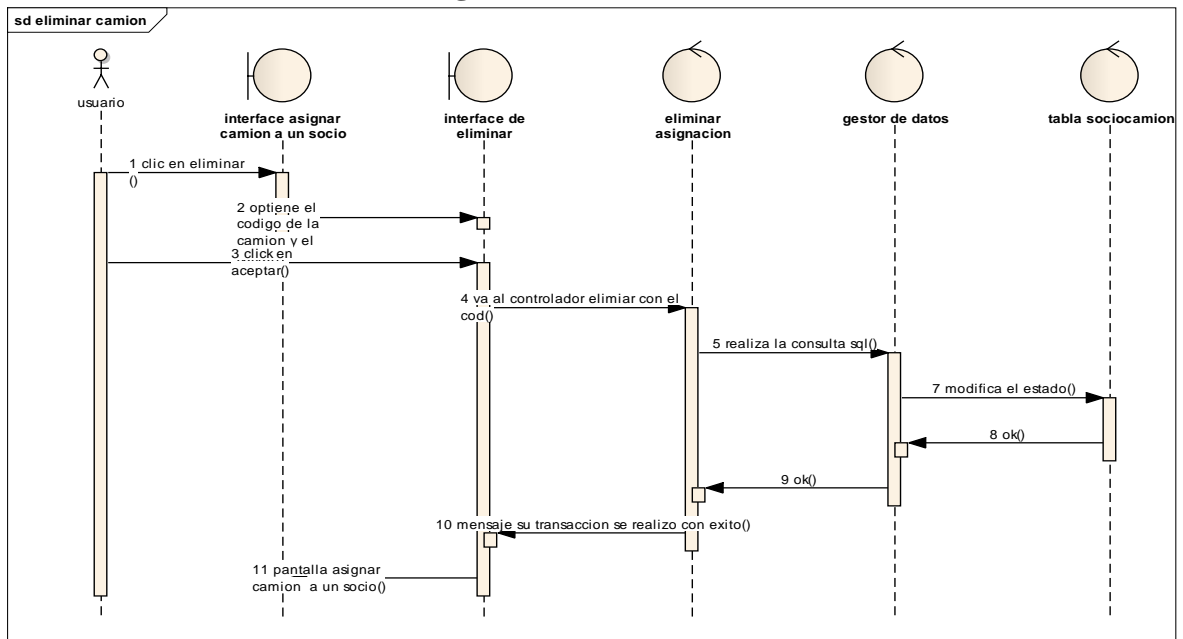 sd eliminar camion
usuario
interface asignar
camion a un socio
interface de
eliminar
eliminar
asignacion
gestor de datos
tabla sociocamion
1 clic en eliminar
()
2 optiene el
codigo de la
camion y el
3 click en
aceptar()
4 va al controlador elimiar con el
cod()
5 realiza la consulta sql()
7 modifica el estado()
8 ok()
9 ok()
10 mensaje su transaccion se realizo con exito()
11 pantalla asignar
camion a un socio()